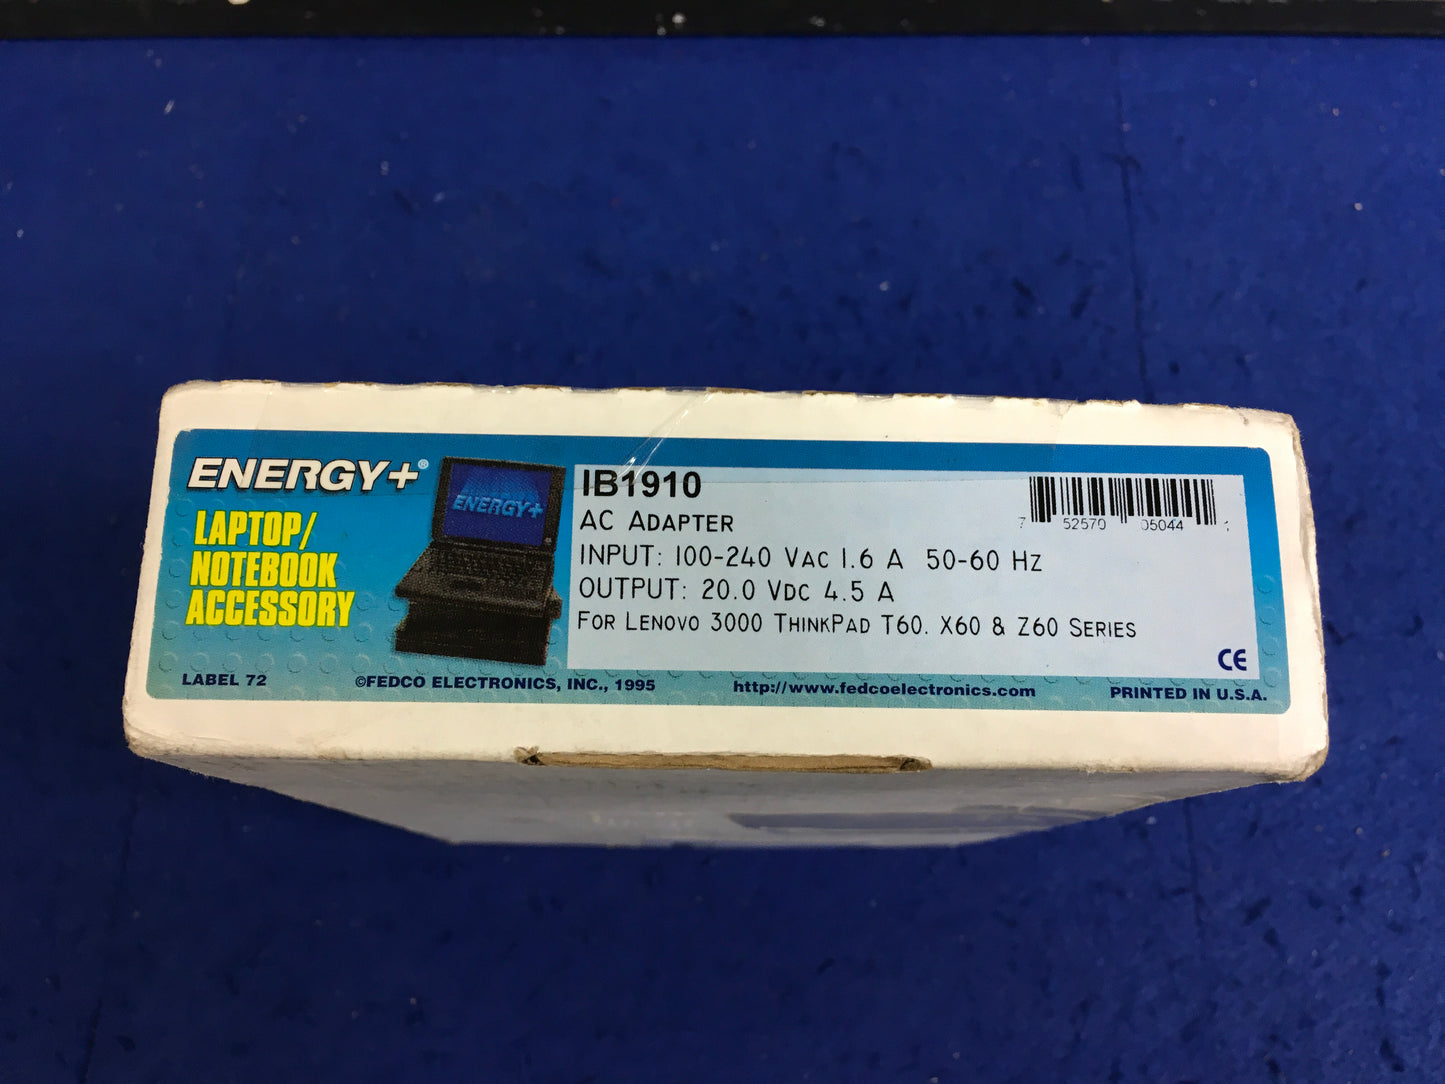 ENERGY+®
LAPTOP/
NOTEBOOK
ACCESSORY
ENERGY+
IB1910
AC ADAPTER
INPUT: 100-240 VAC 1.6 A 50-60 HZ
OUTPUT: 20.0 VDC 4.5 A
FOR LENOVO 3000 THINKPAD T60. X60 & Z60 SERIES
7 52570 05044 1
CE
LABEL 72 ©FEDCO ELECTRONICS, INC., 1995 http://www.fedcoelectronics.com PRINTED IN U.S.A.